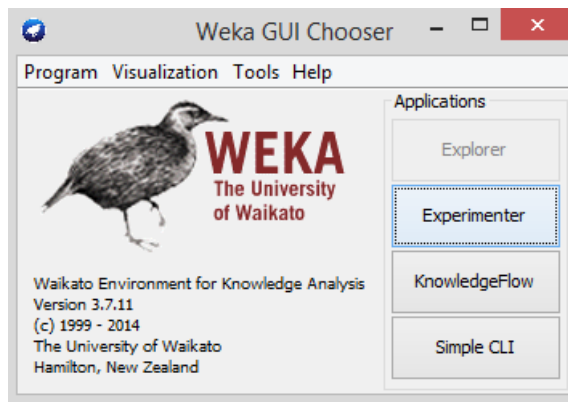 Weka GUI Chooser
Program Visualization Tools Help
WEKA
The University
of Waikato
Waikato Environment for Knowledge Analysis
Version 3.7.11
(c) 1999 - 2014
The University of Waikato
Hamilton, New Zealand
Applications
Explorer
Experimenter
KnowledgeFlow
Simple CLI